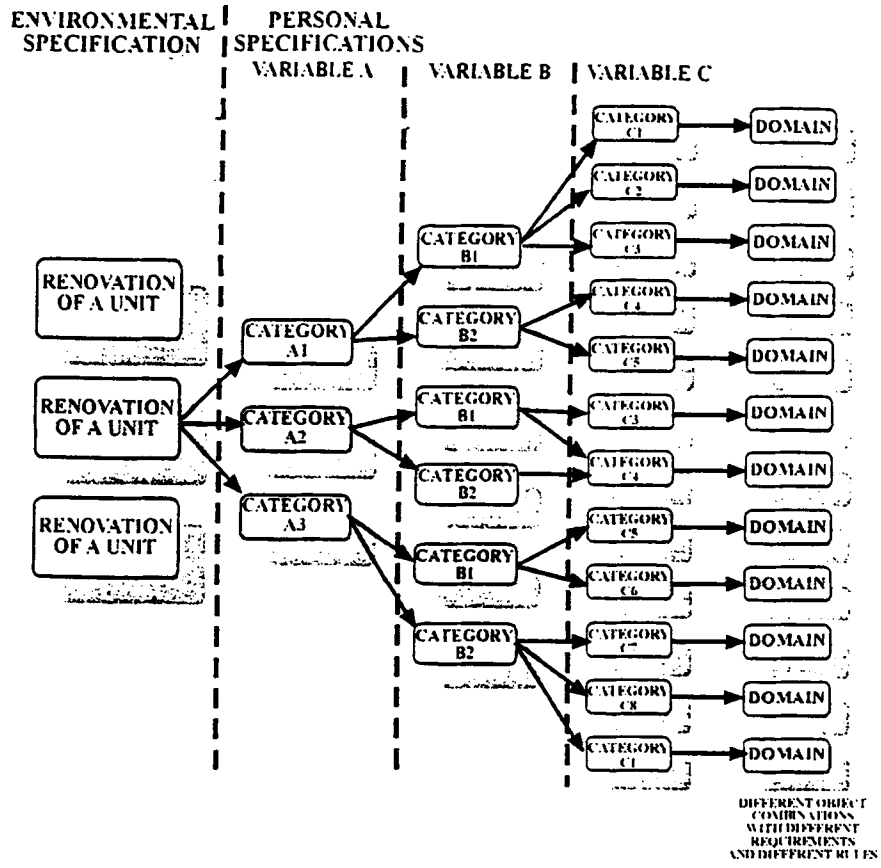 ENVIRONMENTAL
SPECIFICATION
PERSONAL
SPECIFICATIONS
VARIABLE A
VARIABLE B
VARIABLE C
RENOVATION
OF A UNIT
RENOVATION
OF A UNIT
RENOVATION
OF A UNIT
CATEGORY
A1
CATEGORY
A2
CATEGORY
A3
CATEGORY
B1
CATEGORY
B2
CATEGORY
B1
CATEGORY
B2
CATEGORY
B1
CATEGORY
B2
CATEGORY
C1
CATEGORY
C2
CATEGORY
C3
CATEGORY
C4
CATEGORY
C5
CATEGORY
C3
CATEGORY
C4
CATEGORY
C5
CATEGORY
C6
CATEGORY
C7
CATEGORY
C8
CATEGORY
C1
DOMAIN
DOMAIN
DOMAIN
DOMAIN
DOMAIN
DOMAIN
DOMAIN
DOMAIN
DOMAIN
DOMAIN
DOMAIN
DOMAIN
DIFFERENT OBJECT
COMBINATIONS
WITH DIFFERENT
REQUIREMENTS
AND DIFFERENT RULES